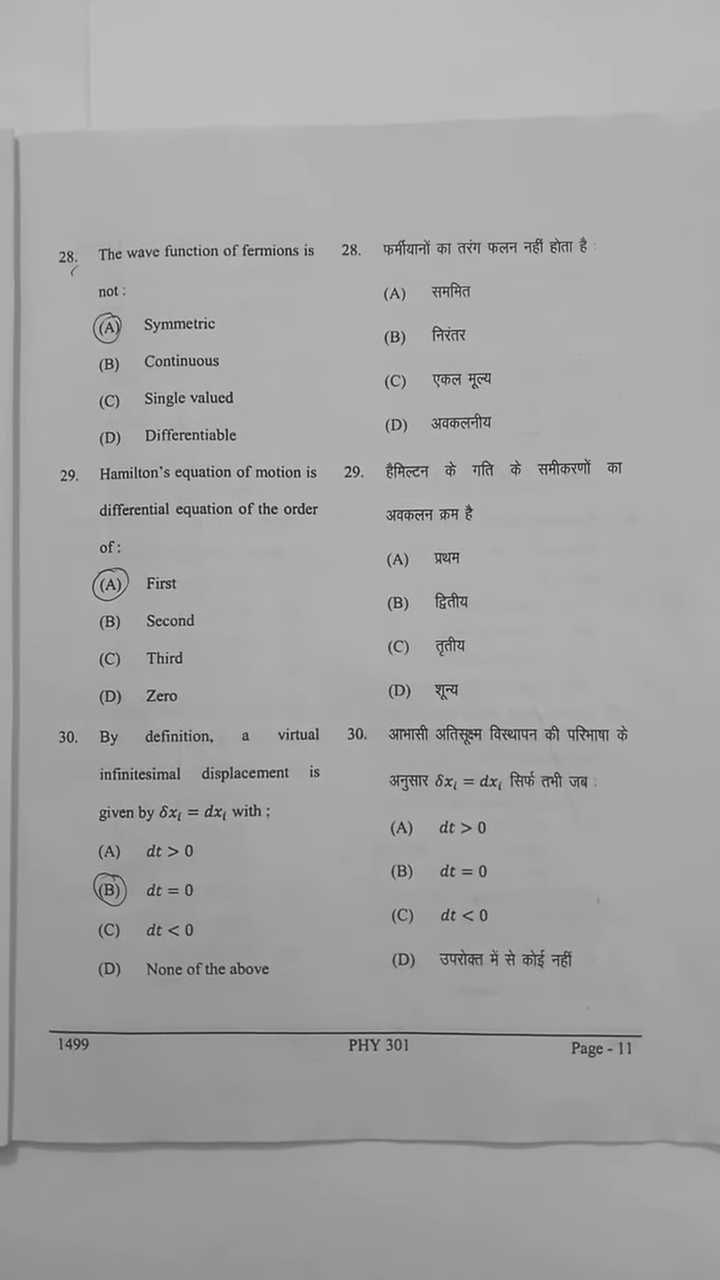 28. The wave function of fermions is
not :
(A) Symmetric
(B) Continuous
(C) Single valued
(D) Differentiable
29. Hamilton's equation of motion is
differential equation of the order
of :
(A) First
(B) Second
(C) Third
(D) Zero
30. By definition, a virtual
infinitesimal displacement is
given by δxᵢ = dxᵢ with ;
(A) dt > 0
(B) dt = 0
(C) dt < 0
(D) None of the above
28. फर्मीयानों का तरंग फलन नहीं होता है :
(A) सममित
(B) निरंतर
(C) एकल मूल्य
(D) अवकलनीय
29. हैमिल्टन के गति के समीकरणों का
अवकलन क्रम है
(A) प्रथम
(B) द्वितीय
(C) तृतीय
(D) शून्य
30. आभासी अतिसूक्ष्म विस्थापन की परिभाषा के
अनुसार δxᵢ = dxᵢ सिर्फ तभी जब :
(A) dt > 0
(B) dt = 0
(C) dt < 0
(D) उपरोक्त में से कोई नहीं
1499 PHY 301 Page - 11